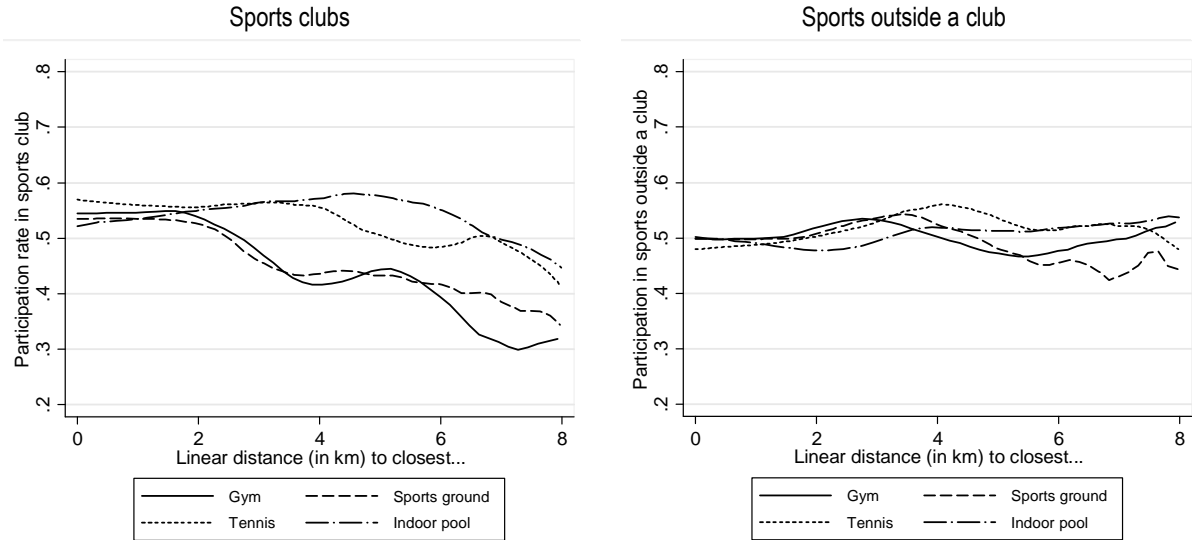 Sports clubs
Participation rate in sports club
.8
.7
.6
.5
.4
.3
.2
0 2 4 6 8
Linear distance (in km) to closest...
Gym Sports ground
Tennis Indoor pool
Sports outside a club
Participation in sports outside a club
.8
.7
.6
.5
.4
.3
.2
0 2 4 6 8
Linear distance (in km) to closest...
Gym Sports ground
Tennis Indoor pool